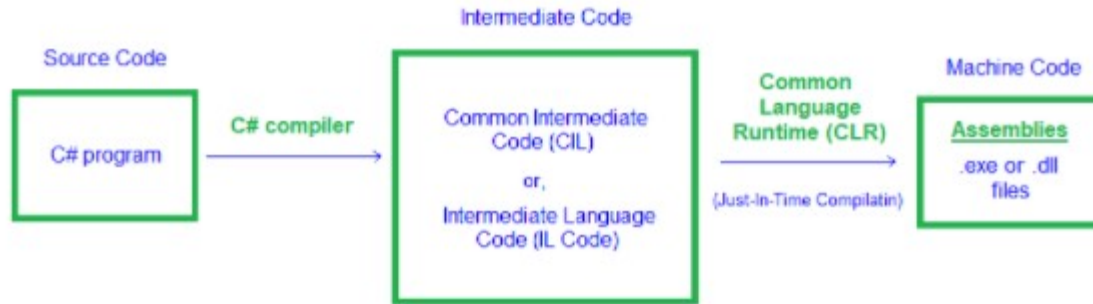 Source Code
C# program
C# compiler
Intermediate Code
Common Intermediate
Code (CIL)
or,
Intermediate Language
Code (IL Code)
Common
Language
Runtime (CLR)
(Just-In-Time Compilatin)
Machine Code
Assemblies
.exe or .dll
files